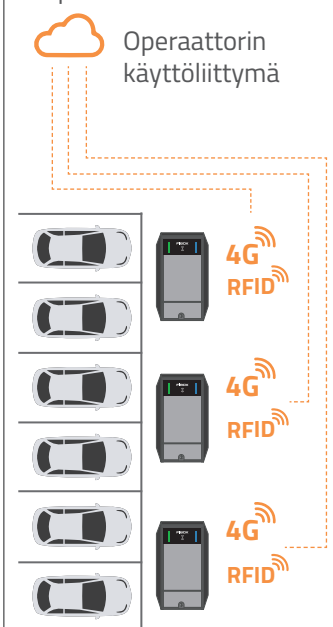 Operaattorin
käyttöliittymä
4G
RFID
4G
RFID
4G
RFID